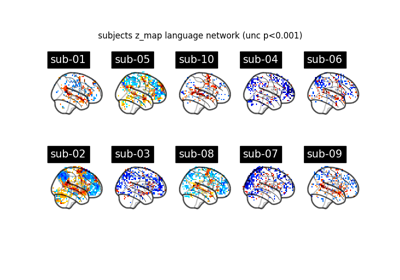 subjects z_map language network (unc p<0.001)
sub-01 sub-05 sub-10 sub-04 sub-06
sub-02 sub-03 sub-08 sub-07 sub-09